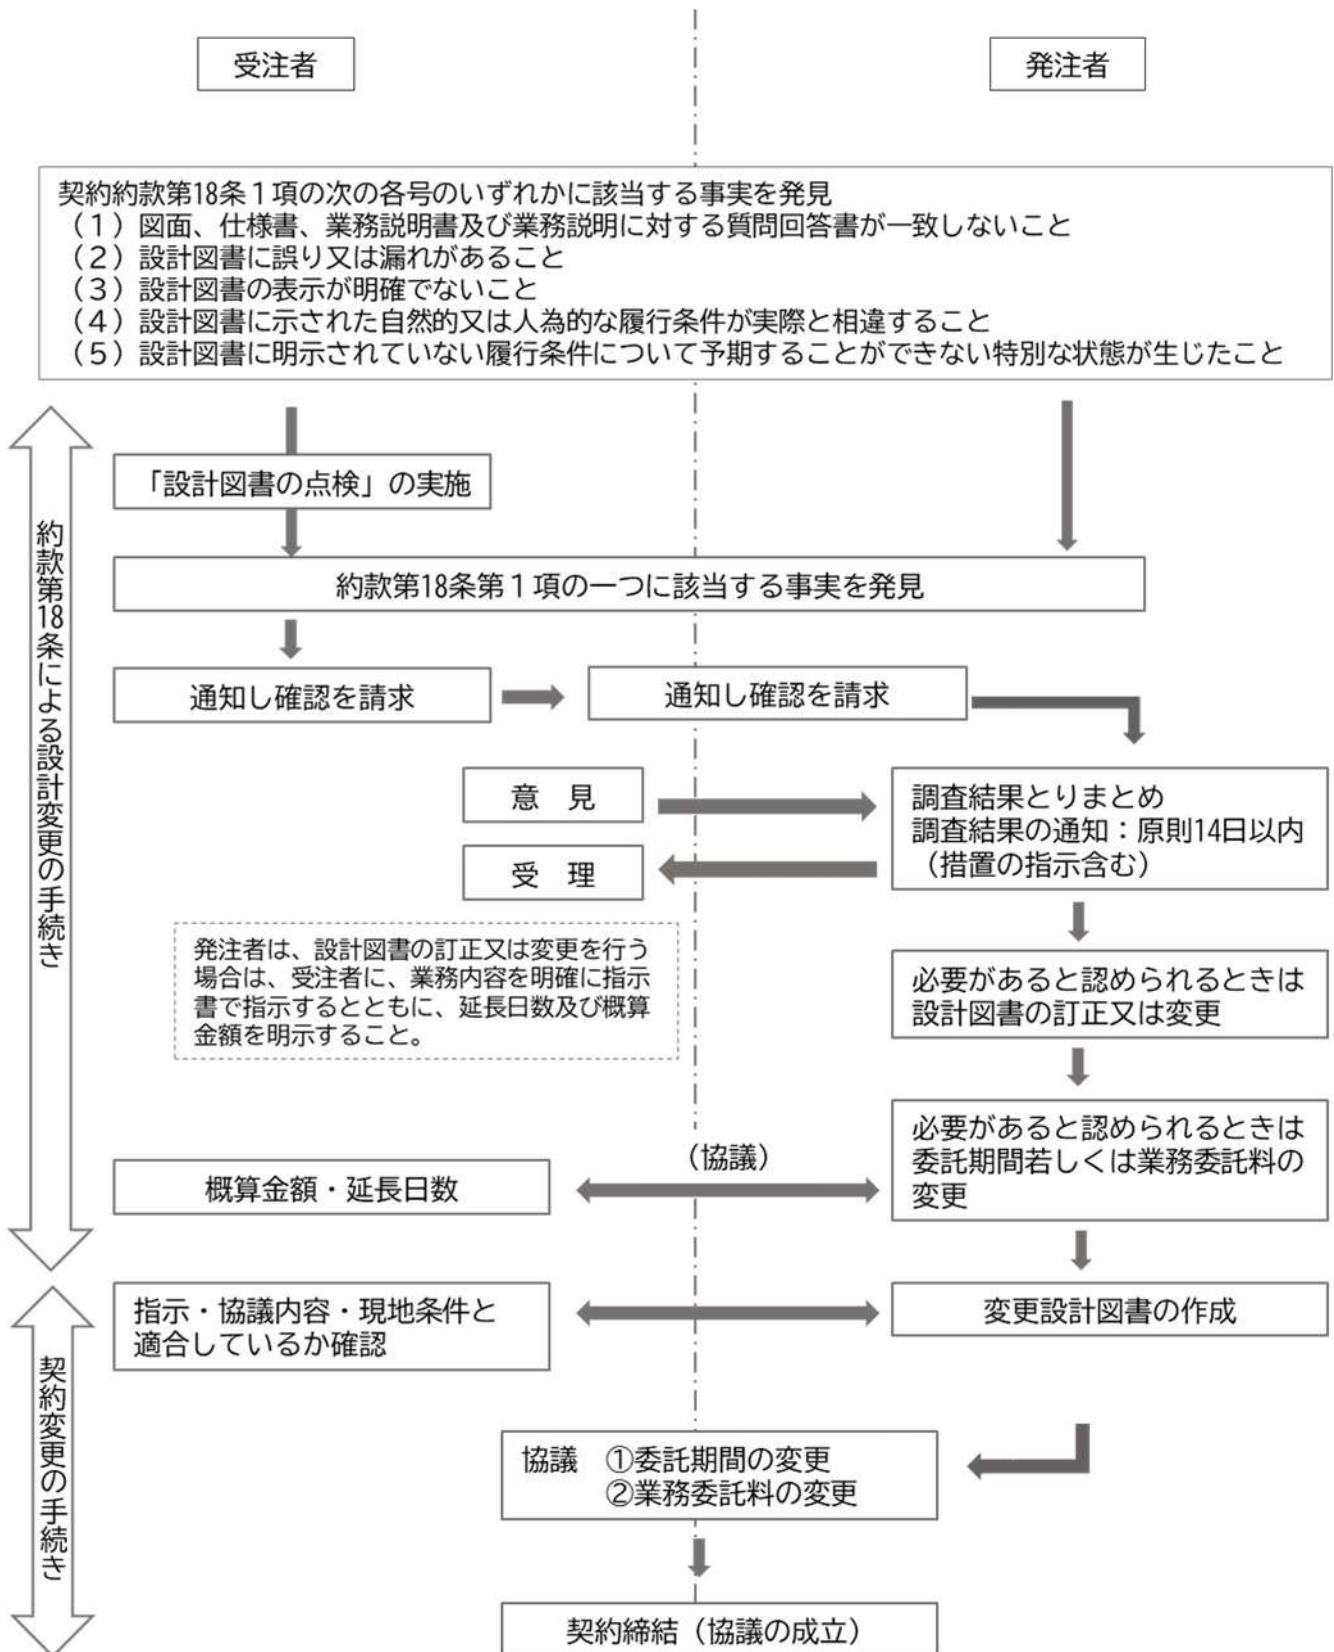 受注者
発注者
契約約款第18条１項の次の各号のいずれかに該当する事実を発見
（１）図面、仕様書、業務説明書及び業務説明に対する質問回答書が一致しないこと
（２）設計図書に誤り又は漏れがあること
（３）設計図書の表示が明確でないこと
（４）設計図書に示された自然的又は人為的な履行条件が実際と相違すること
（５）設計図書に明示されていない履行条件について予期することができない特別な状態が生じたこと
約款第18条による設計変更の手続き
「設計図書の点検」の実施
約款第18条第１項の一つに該当する事実を発見
通知し確認を請求
通知し確認を請求
意　見
受　理
調査結果とりまとめ
調査結果の通知：原則14日以内
（措置の指示含む）
発注者は、設計図書の訂正又は変更を行う
場合は、受注者に、業務内容を明確に指示
書で指示するとともに、延長日数及び概算
金額を明示すること。
必要があると認められるときは
設計図書の訂正又は変更
（協議）
概算金額・延長日数
必要があると認められるときは
委託期間若しくは業務委託料の
変更
契約変更の手続き
指示・協議内容・現地条件と
適合しているか確認
変更設計図書の作成
協議　①委託期間の変更
②業務委託料の変更
契約締結（協議の成立）